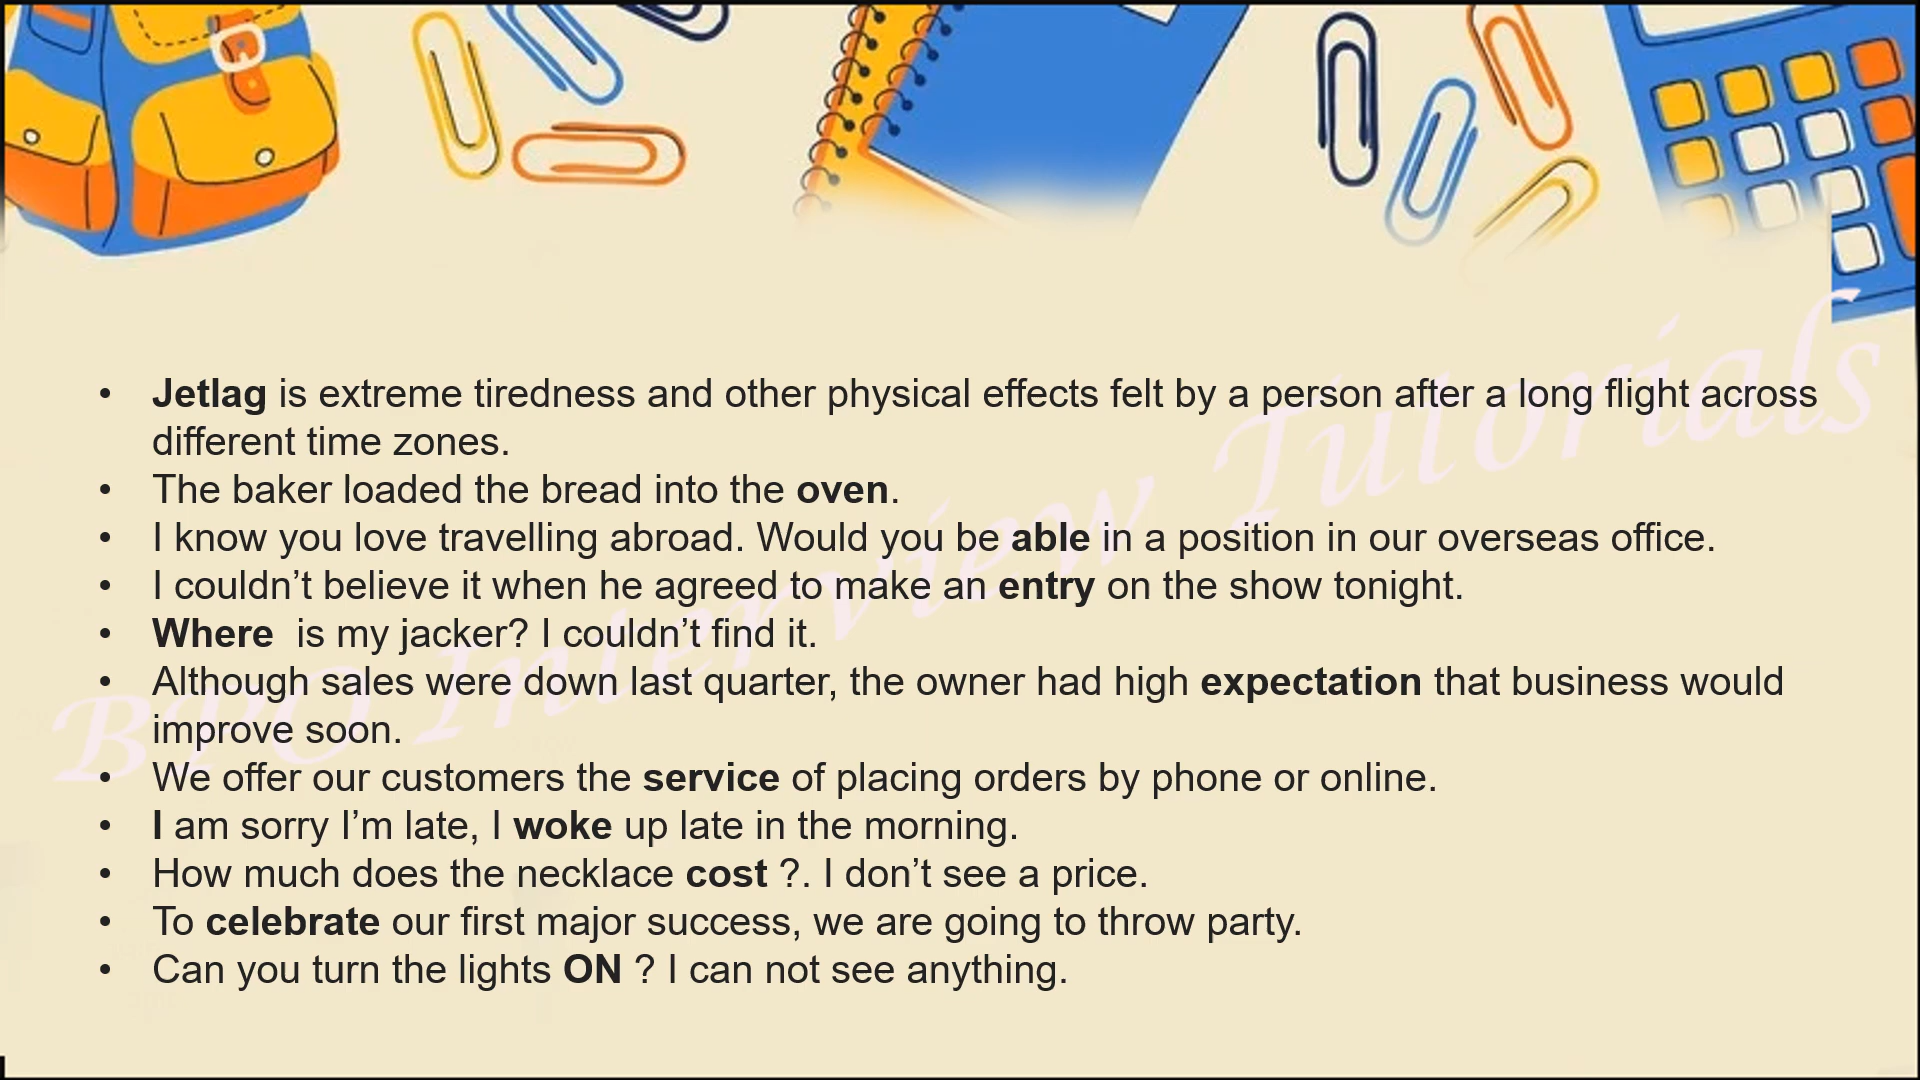 • Jetlag is extreme tiredness and other physical effects felt by a person after a long flight across
different time zones.
• The baker loaded the bread into the oven.
• I know you love travelling abroad. Would you be able in a position in our overseas office.
• I couldn’t believe it when he agreed to make an entry on the show tonight.
• Where  is my jacker? I couldn’t find it.
• Although sales were down last quarter, the owner had high expectation that business would
improve soon.
• We offer our customers the service of placing orders by phone or online.
• I am sorry I’m late, I woke up late in the morning.
• How much does the necklace cost ?. I don’t see a price.
• To celebrate our first major success, we are going to throw party.
• Can you turn the lights ON ? I can not see anything.
BPO Interview Tutorials